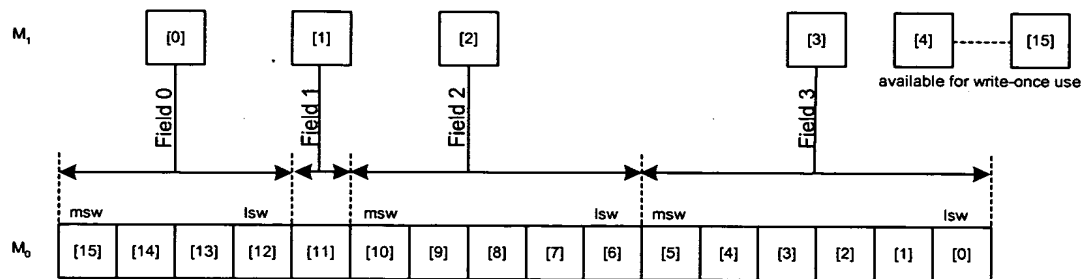 M1 [0] [1] [2] [3] [4] [15]
available for write-once use
Field 0 Field 1 Field 2 Field 3
msw lsw msw lsw msw lsw
M0 [15] [14] [13] [12] [11] [10] [9] [8] [7] [6] [5] [4] [3] [2] [1] [0]